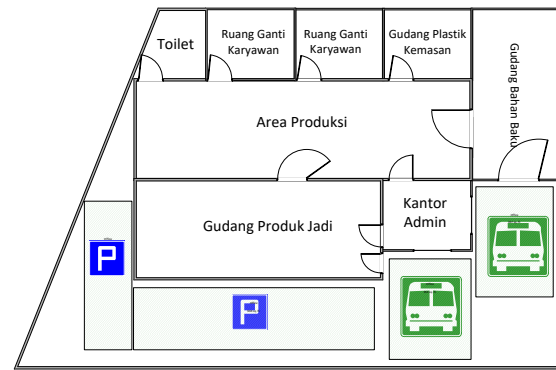 Toilet
Ruang Ganti
Karyawan
Ruang Ganti
Karyawan
Gudang Plastik
Kemasan
Gudang Bahan Baku
Area Produksi
Kantor
Admin
Gudang Produk Jadi
P
P